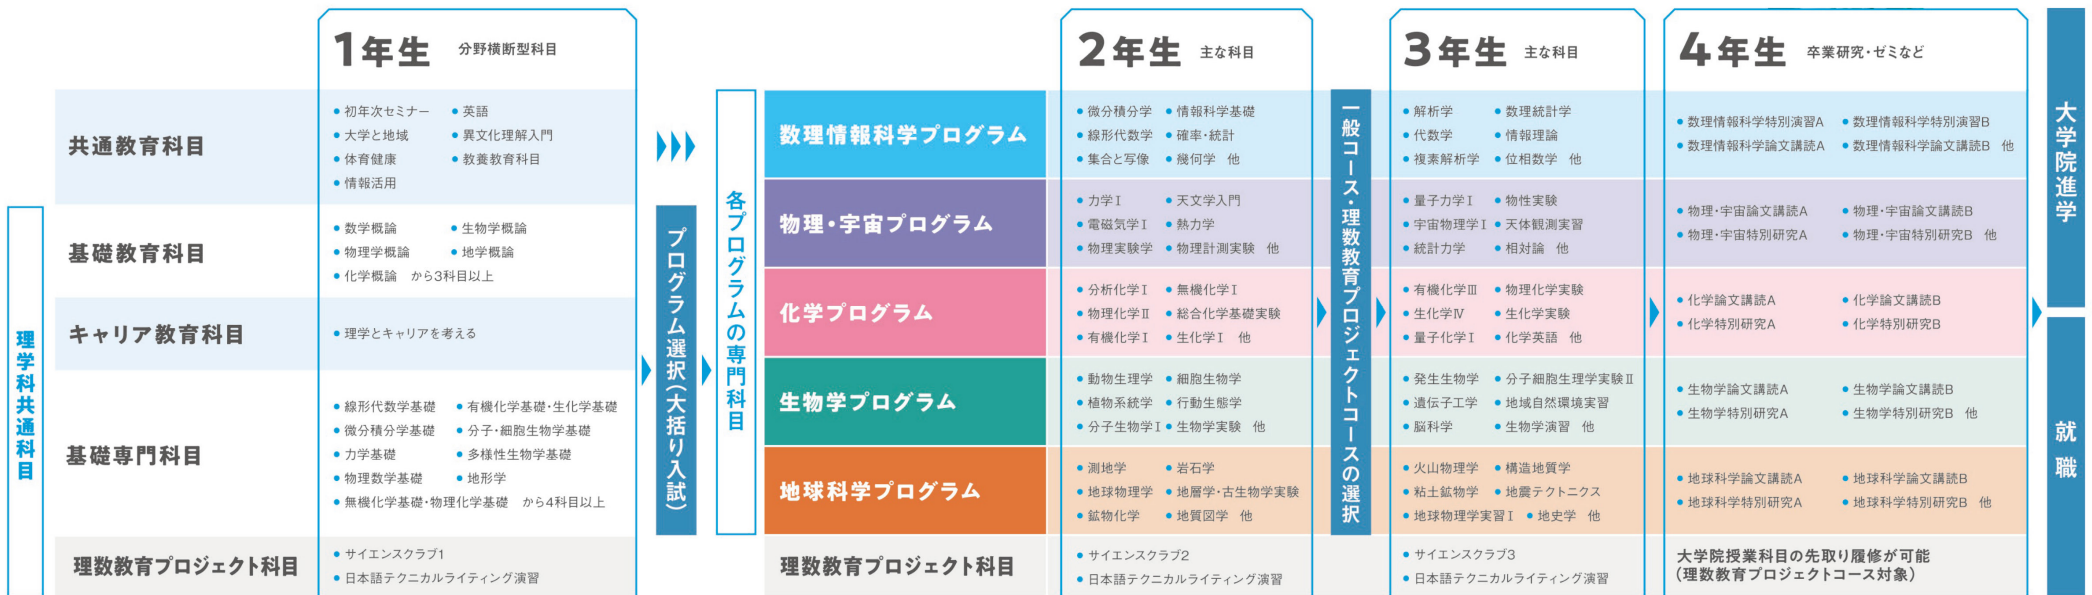 1年生 分野横断型科目
共通教育科目
• 初年次セミナー • 英語
• 大学と地域 • 異文化理解入門
• 体育健康 • 教養教育科目
• 情報活用
理学科共通科目
基礎教育科目
• 数学概論 • 生物学概論
• 物理学概論 • 地学概論
• 化学概論 から3科目以上
キャリア教育科目
• 理学とキャリアを考える
基礎専門科目
• 線形代数学基礎 • 有機化学基礎・生化学基礎
• 微分積分学基礎 • 分子・細胞生物学基礎
• 力学基礎 • 多様性生物学基礎
• 物理数学基礎 • 地形学
• 無機化学基礎・物理化学基礎 から4科目以上
理数教育プロジェクト科目
• サイエンスクラブ1
• 日本語テクニカルライティング演習
プログラム選択(大括り入試)
各プログラムの専門科目
2年生 主な科目
3年生 主な科目
4年生 卒業研究・ゼミなど
数理情報科学プログラム
• 微分積分学 • 情報科学基礎
• 線形代数学 • 確率・統計
• 集合と写像 • 幾何学 他
• 解析学 • 数理統計学
• 代数学 • 情報理論
• 複素解析学 • 位相数学 他
• 数理情報科学特別演習A • 数理情報科学特別演習B
• 数理情報科学論文講読A • 数理情報科学論文講読B 他
物理・宇宙プログラム
• 力学Ⅰ • 天文学入門
• 電磁気学Ⅰ • 熱力学
• 物理実験学 • 物理計測実験 他
• 量子力学Ⅰ • 物性実験
• 宇宙物理学Ⅰ • 天体観測実習
• 統計力学 • 相対論 他
• 物理・宇宙論文講読A • 物理・宇宙論文講読B
• 物理・宇宙特別研究A • 物理・宇宙特別研究B 他
化学プログラム
• 分析化学Ⅰ • 無機化学Ⅰ
• 物理化学Ⅱ • 総合化学基礎実験
• 有機化学Ⅰ • 生化学Ⅰ 他
• 有機化学Ⅲ • 物理化学実験
• 生化学Ⅳ • 生化学実験
• 量子化学Ⅰ • 化学英語 他
• 化学論文講読A • 化学論文講読B
• 化学特別研究A • 化学特別研究B
生物学プログラム
• 動物生理学 • 細胞生物学
• 植物系統学 • 行動生態学
• 分子生物学Ⅰ • 生物学実験 他
• 発生生物学 • 分子細胞生理学実験Ⅱ
• 遺伝子工学 • 地域自然環境実習
• 脳科学 • 生物学演習 他
• 生物学論文講読A • 生物学論文講読B
• 生物学特別研究A • 生物学特別研究B 他
地球科学プログラム
• 測地学 • 岩石学
• 地球物理学 • 地層学・古生物学実験
• 鉱物化学 • 地質図学 他
• 火山物理学 • 構造地質学
• 粘土鉱物学 • 地震テクトニクス
• 地球物理学実習Ⅰ • 地史学 他
• 地球科学論文講読A • 地球科学論文講読B
• 地球科学特別研究A • 地球科学特別研究B 他
理数教育プロジェクト科目
• サイエンスクラブ2
• 日本語テクニカルライティング演習
• サイエンスクラブ3
• 日本語テクニカルライティング演習
大学院授業科目の先取り履修が可能
(理数教育プロジェクトコース対象)
一般コース・理数教育プロジェクトコースの選択
大学院進学
就職